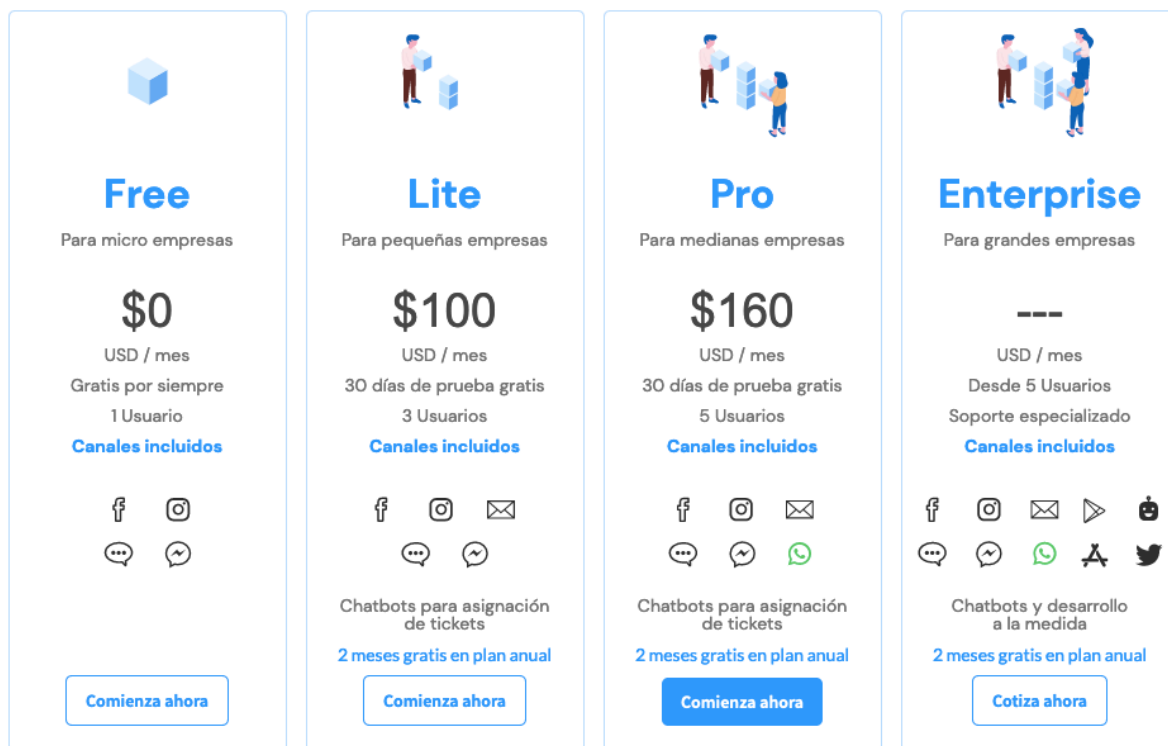 Free
Para micro empresas
$0
USD / mes
Gratis por siempre
1 Usuario
Canales incluidos
Comienza ahora
Lite
Para pequeñas empresas
$100
USD / mes
30 días de prueba gratis
3 Usuarios
Canales incluidos
Chatbots para asignación
de tickets
2 meses gratis en plan anual
Comienza ahora
Pro
Para medianas empresas
$160
USD / mes
30 días de prueba gratis
5 Usuarios
Canales incluidos
Chatbots para asignación
de tickets
2 meses gratis en plan anual
Comienza ahora
Enterprise
Para grandes empresas
---
USD / mes
Desde 5 Usuarios
Soporte especializado
Canales incluidos
Chatbots y desarrollo
a la medida
2 meses gratis en plan anual
Cotiza ahora